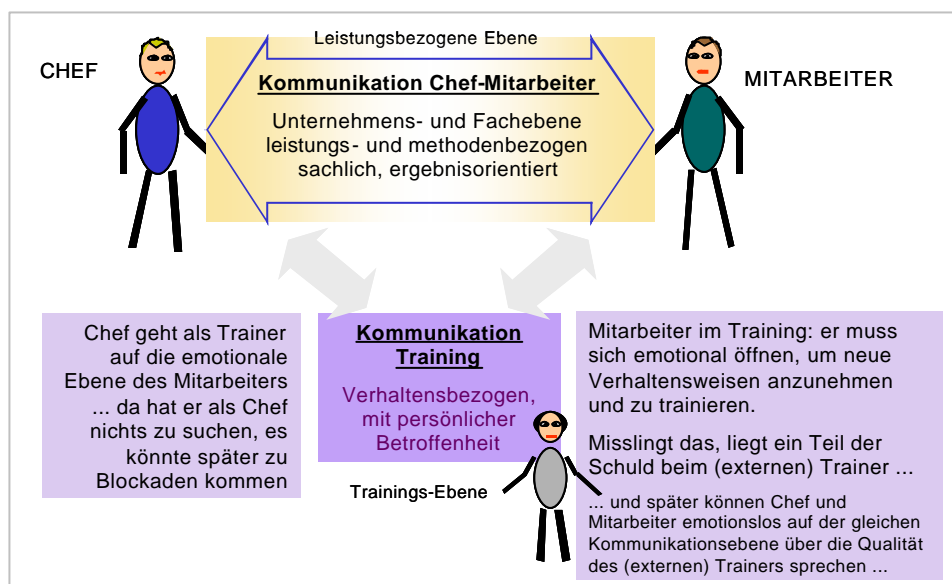 Leistungsbezogene Ebene
CHEF
MITARBEITER
Kommunikation Chef-Mitarbeiter
Unternehmens- und Fachebene
leistungs- und methodenbezogen
sachlich, ergebnisorientiert
Chef geht als Trainer
auf die emotionale
Ebene des Mitarbeiters
... da hat er als Chef
nichts zu suchen, es
könnte später zu
Blockaden kommen
Kommunikation
Training
Verhaltensbezogen,
mit persönlicher
Betroffenheit
Trainings-Ebene
Mitarbeiter im Training: er muss
sich emotional öffnen, um neue
Verhaltensweisen anzunehmen
und zu trainieren.
Misslingt das, liegt ein Teil der
Schuld beim (externen) Trainer ...
... und später können Chef und
Mitarbeiter emotionslos auf der gleichen
Kommunikationsebene über die Qualität
des (externen) Trainers sprechen ...